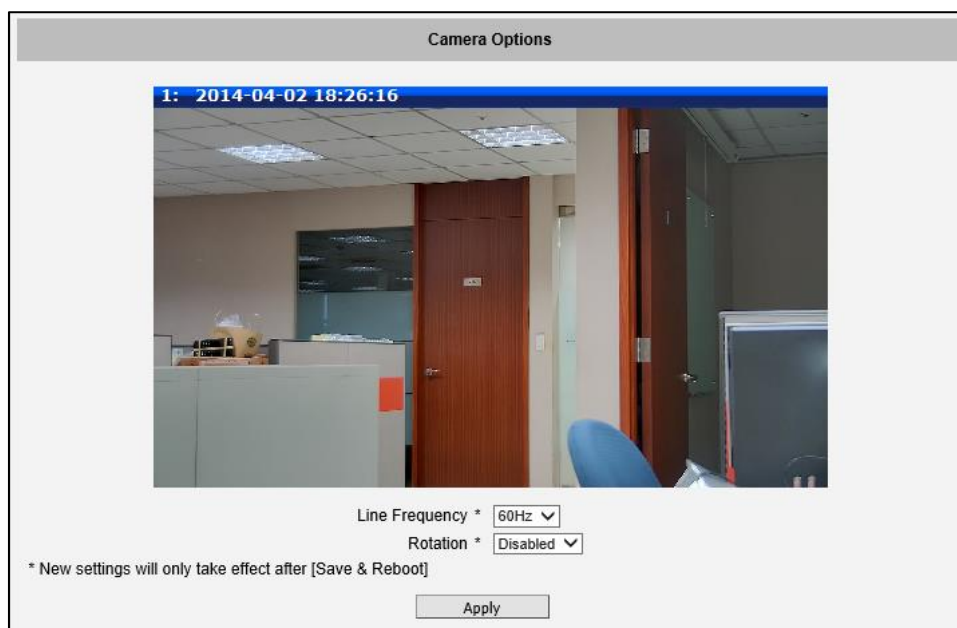 Camera Options
1: 2014-04-02 18:26:16
Line Frequency * 60Hz
Rotation * Disabled
* New settings will only take effect after [Save & Reboot]
Apply